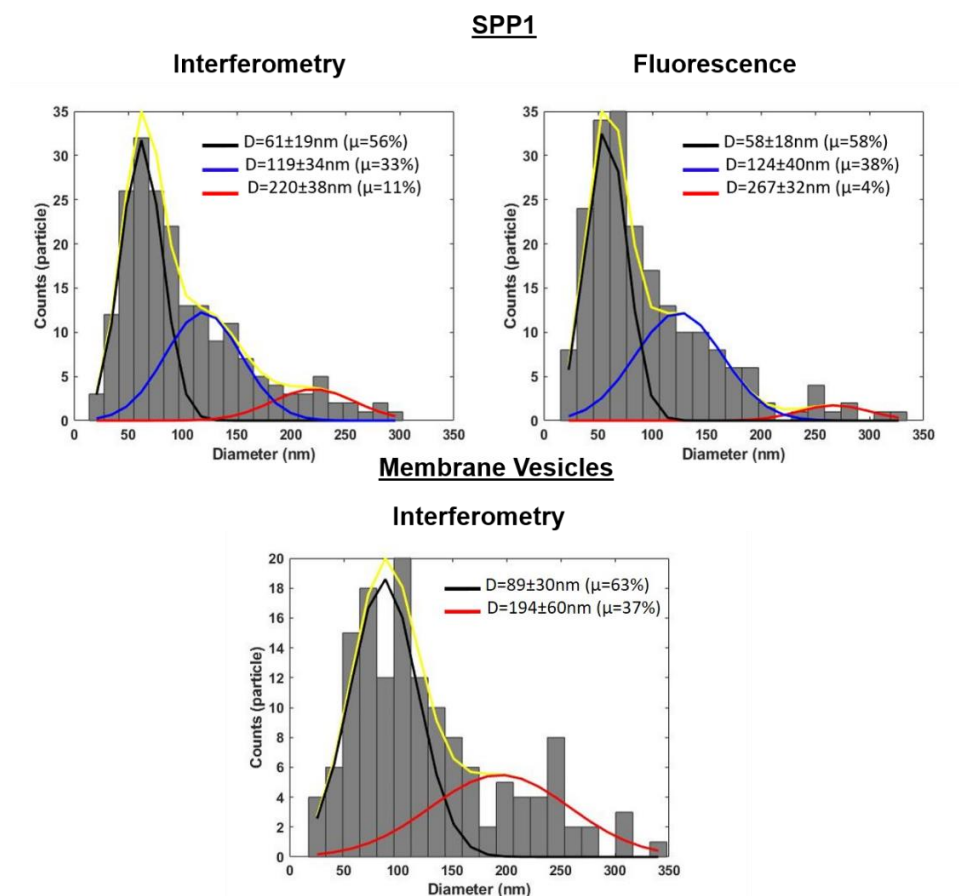 SPP1
Interferometry
Fluorescence
35
30
25
20
15
10
5
0
Counts (particle)
D=61±19nm (μ=56%)
D=119±34nm (μ=33%)
D=220±38nm (μ=11%)
0 50 100 150 200 250 300 350
Diameter (nm)
35
30
25
20
15
10
5
0
Counts (particle)
D=58±18nm (μ=58%)
D=124±40nm (μ=38%)
D=267±32nm (μ=4%)
0 50 100 150 200 250 300 350
Diameter (nm)
Membrane Vesicles
Interferometry
20
18
16
14
12
10
8
6
4
2
0
Counts (particle)
D=89±30nm (μ=63%)
D=194±60nm (μ=37%)
0 50 100 150 200 250 300 350
Diameter (nm)